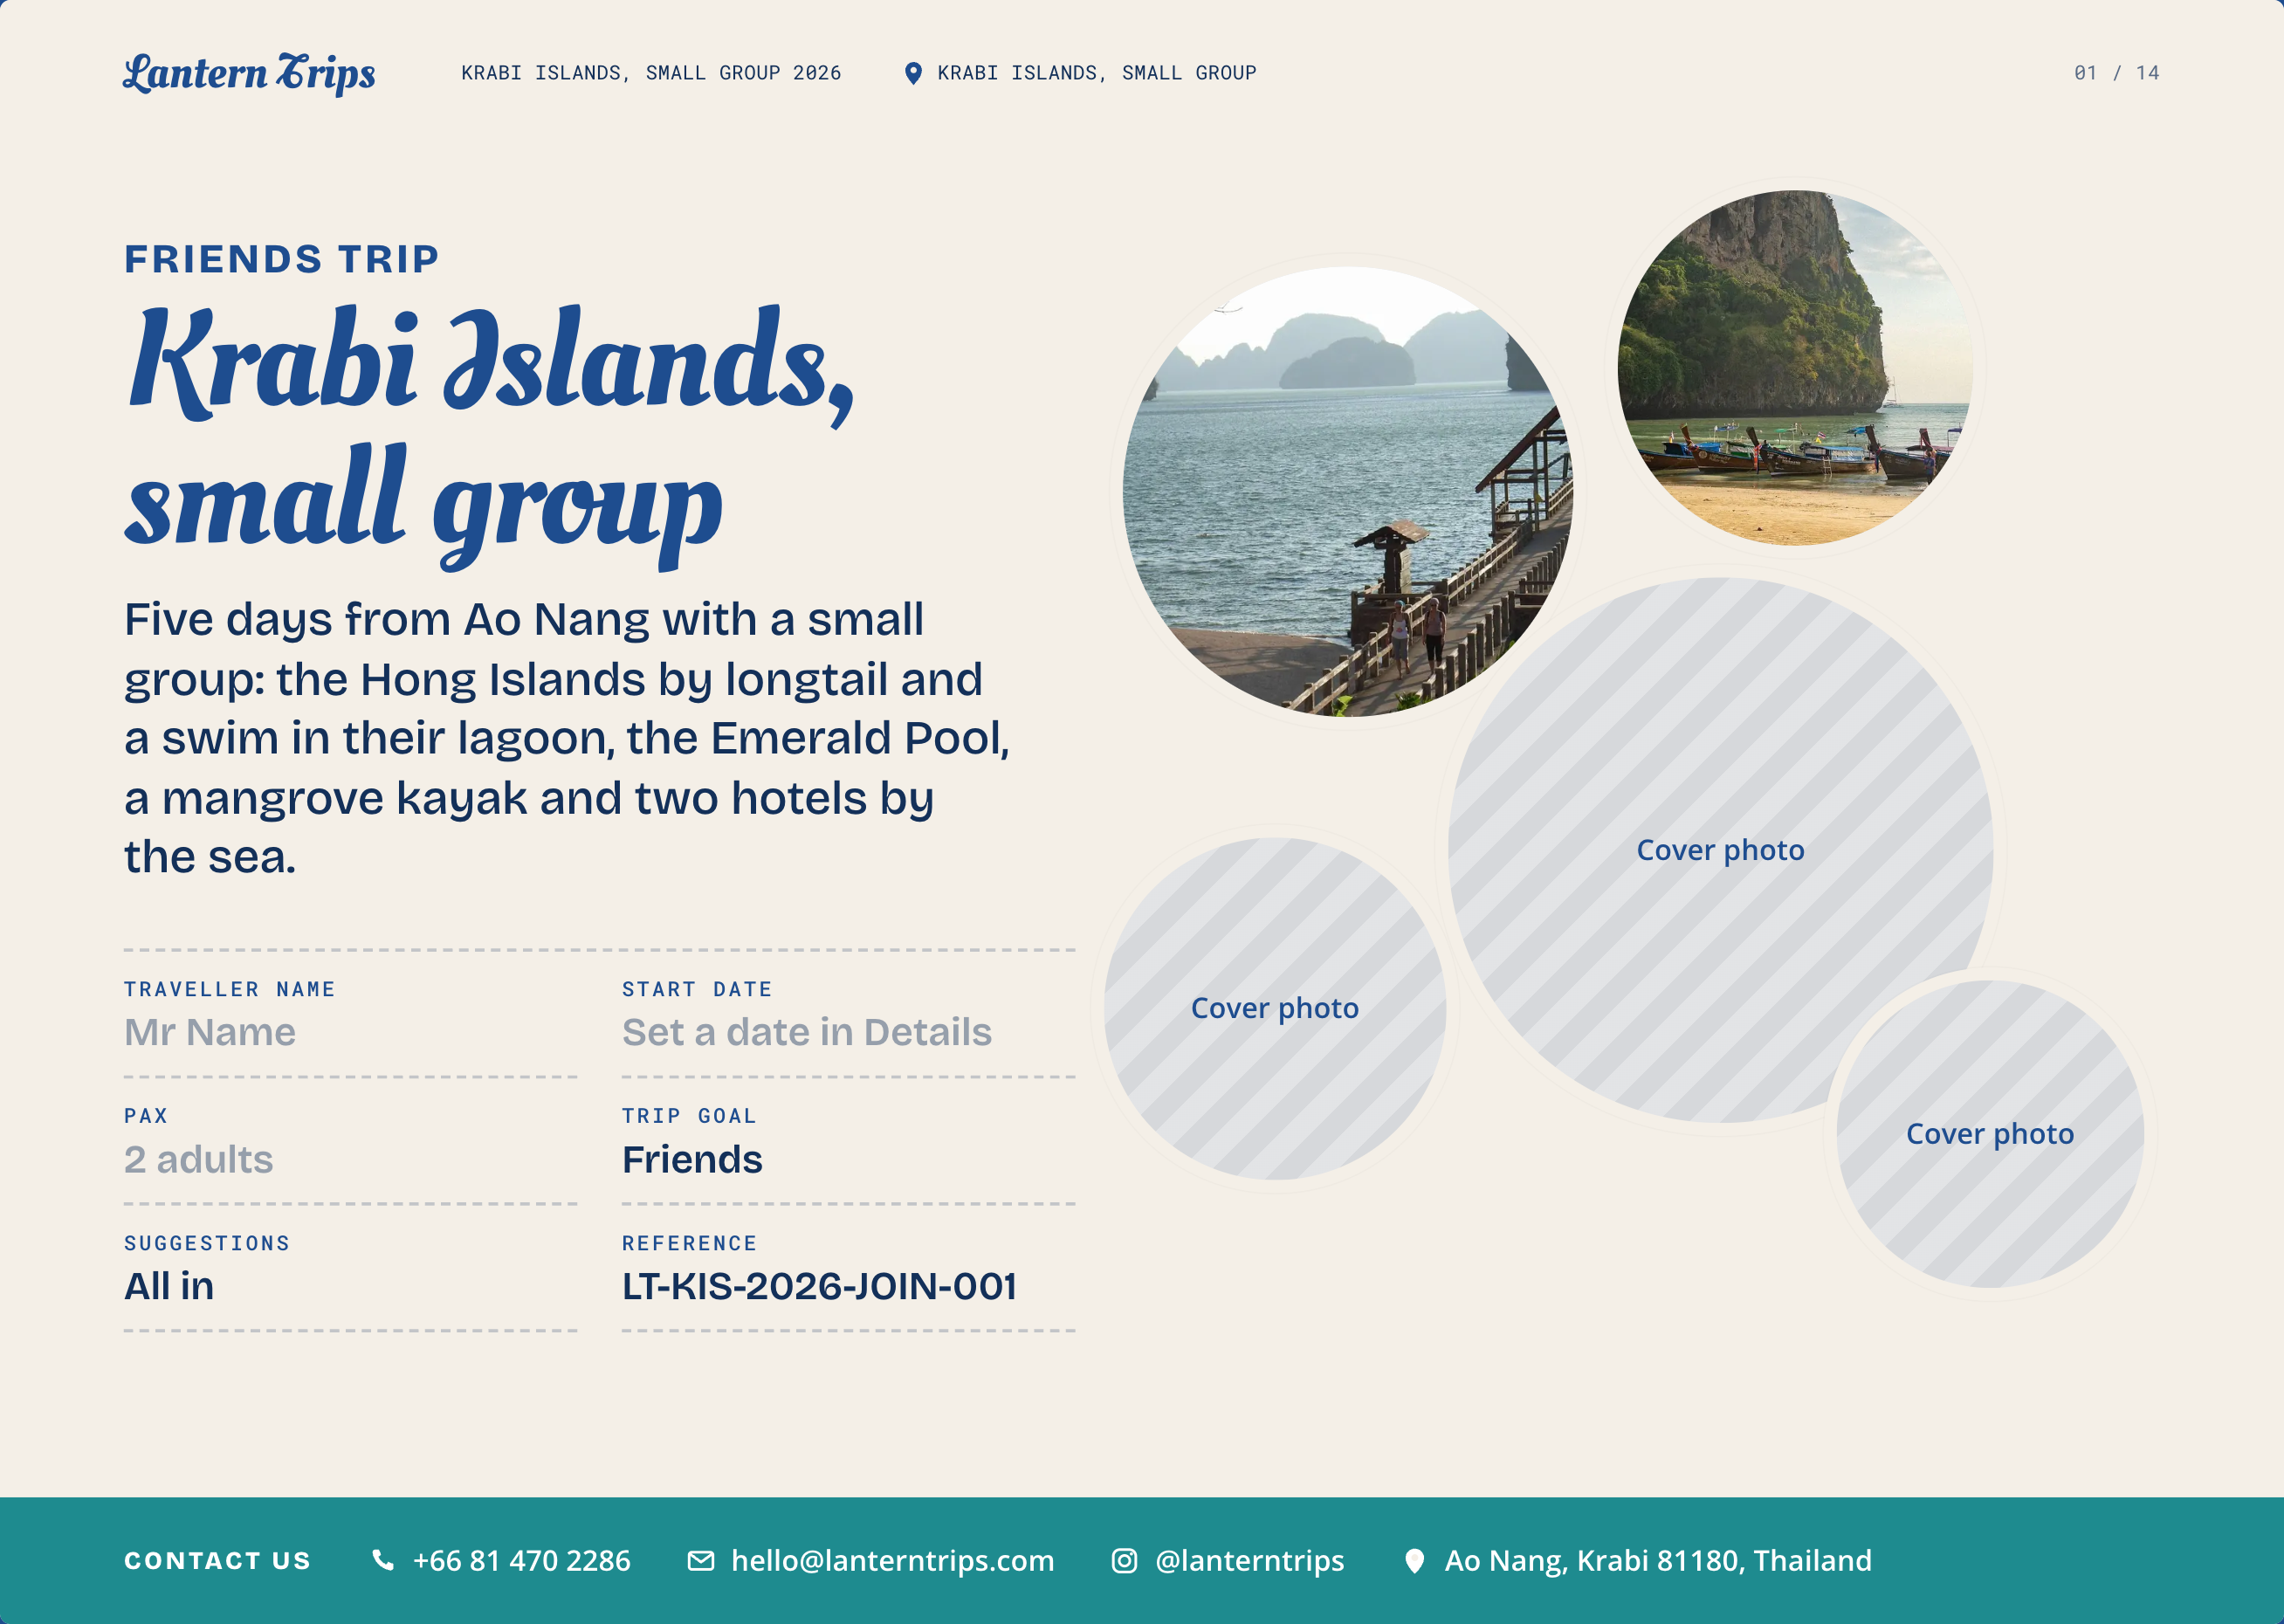 Lantern Trips
KRABI ISLANDS, SMALL GROUP 2026
KRABI ISLANDS, SMALL GROUP
01 / 14
FRIENDS TRIP
Krabi Islands,
small group
Five days from Ao Nang with a small
group: the Hong Islands by longtail and
a swim in their lagoon, the Emerald Pool,
a mangrove kayak and two hotels by
the sea.
TRAVELLER NAME
Mr Name
START DATE
Set a date in Details
PAX
2 adults
TRIP GOAL
Friends
SUGGESTIONS
All in
REFERENCE
LT-KIS-2026-JOIN-001
Cover photo
Cover photo
Cover photo
CONTACT US
+66 81 470 2286
hello@lanterntrips.com
@lanterntrips
Ao Nang, Krabi 81180, Thailand